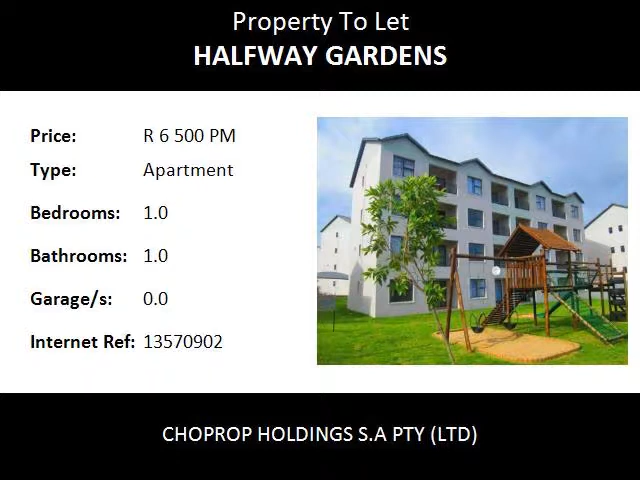 Property To Let
HALFWAY GARDENS
Price: R 6 500 PM
Type: Apartment
Bedrooms: 1.0
Bathrooms: 1.0
Garage/s: 0.0
Internet Ref: 13570902
CHOPROP HOLDINGS S.A PTY (LTD)